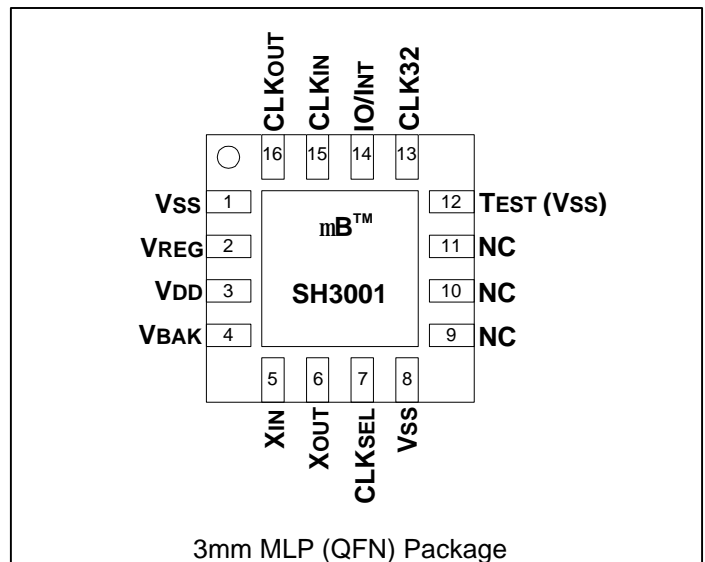 CLKOUT
CLKIN
IO/INT
CLK32
16
15
14
13
VSS 1
12 TEST (VSS)
mB™
VREG 2
11 NC
VDD 3
SH3001
10 NC
VBAK 4
9 NC
5
6
7
8
XIN
XOUT
CLKSEL
VSS
3mm MLP (QFN) Package